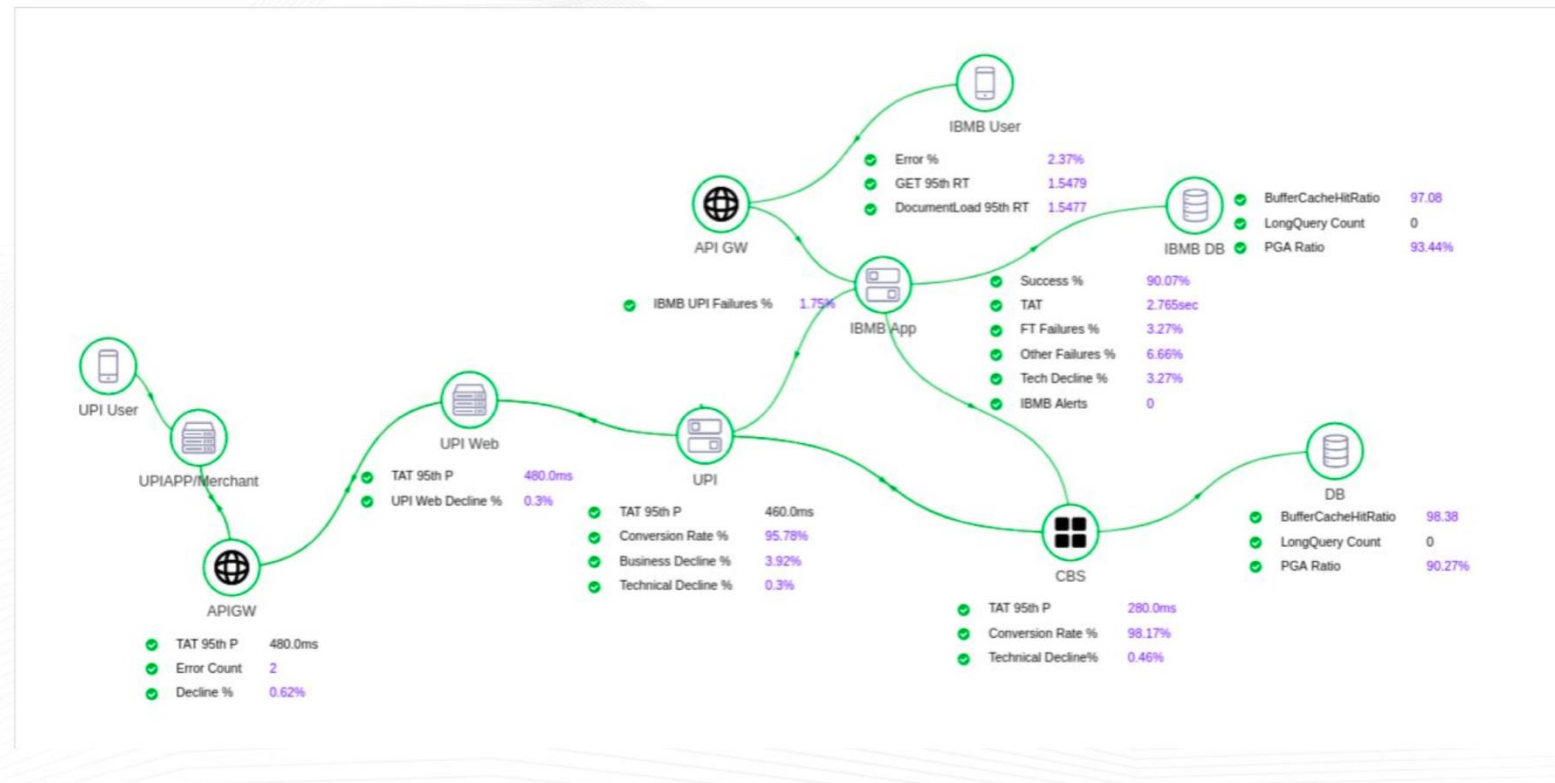 IBMB User
Error % 2.37%
GET 95th RT 1.5479
DocumentLoad 95th RT 1.5477
API GW
IBMB DB
BufferCacheHitRatio 97.08
LongQuery Count 0
PGA Ratio 93.44%
IBMB UPI Failures % 1.75%
IBMB App
Success % 90.07%
TAT 2.765sec
FT Failures % 3.27%
Other Failures % 6.66%
Tech Decline % 3.27%
IBMB Alerts 0
UPI User
UPIAPP/Merchant
UPI Web
TAT 95th P 480.0ms
UPI Web Decline % 0.3%
UPI
TAT 95th P 460.0ms
Conversion Rate % 95.78%
Business Decline % 3.92%
Technical Decline % 0.3%
DB
BufferCacheHitRatio 98.38
LongQuery Count 0
PGA Ratio 90.27%
CBS
TAT 95th P 280.0ms
Conversion Rate % 98.17%
Technical Decline% 0.46%
APIGW
TAT 95th P 480.0ms
Error Count 2
Decline % 0.62%